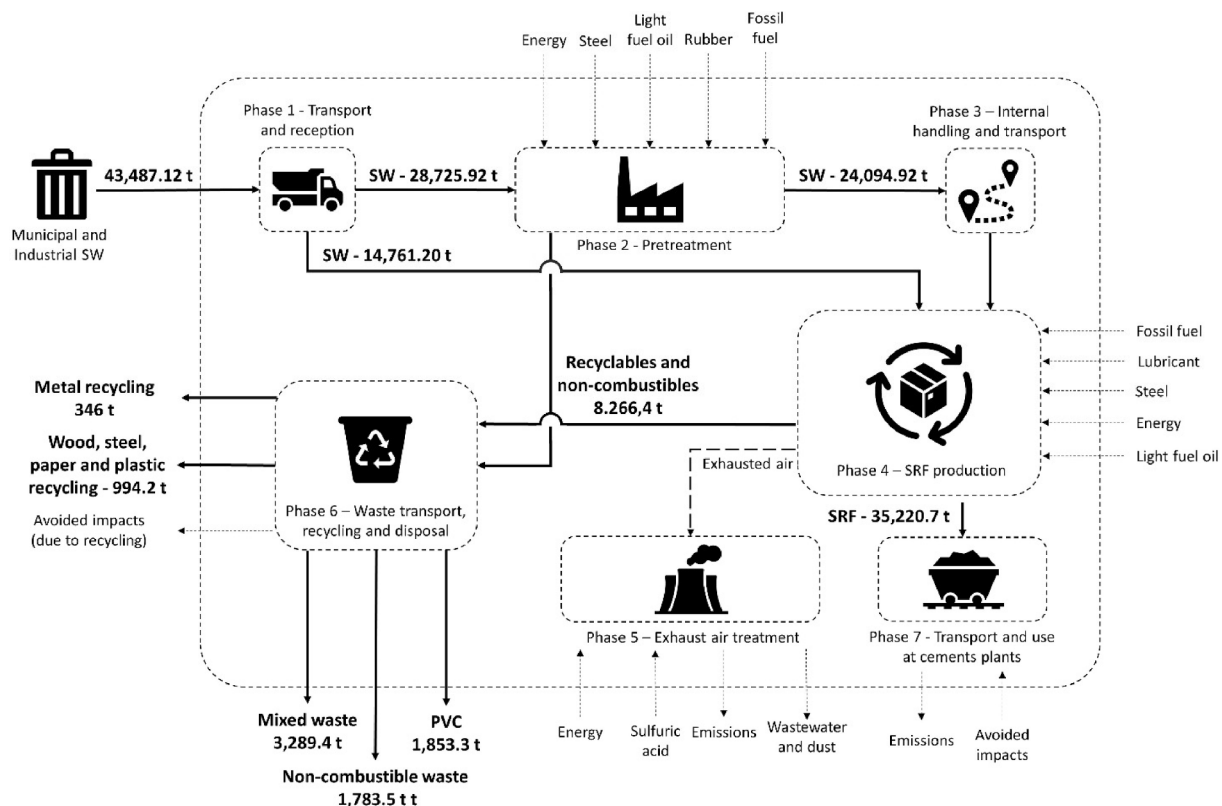 Energy
Steel
Light
fuel oil
Rubber
Fossil
fuel
Phase 1 - Transport
and reception
Phase 3 – Internal
handling and transport
43,487.12 t
SW - 28,725.92 t
SW - 24,094.92 t
Municipal and
Industrial SW
Phase 2 - Pretreatment
SW - 14,761.20 t
Fossil fuel
Lubricant
Steel
Energy
Light fuel oil
Recyclables and
non-combustibles
8.266,4 t
Metal recycling
346 t
Wood, steel,
paper and plastic
recycling - 994.2 t
Avoided impacts
(due to recycling)
Exhausted air
Phase 4 – SRF production
Phase 6 – Waste transport,
recycling and disposal
SRF - 35,220.7 t
Phase 5 – Exhaust air treatment
Phase 7 - Transport and use
at cements plants
Mixed waste
3,289.4 t
PVC
1,853.3 t
Non-combustible waste
1,783.5 t t
Energy
Sulfuric
acid
Emissions
Wastewater
and dust
Emissions
Avoided
impacts